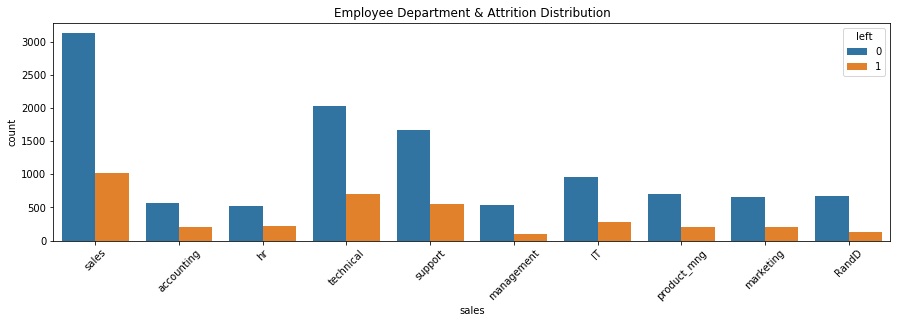 Employee Department & Attrition Distribution
left
0
1
count
3000
2500
2000
1500
1000
500
0
sales
accounting
hr
technical
support
management
IT
product_mng
marketing
RandD
sales